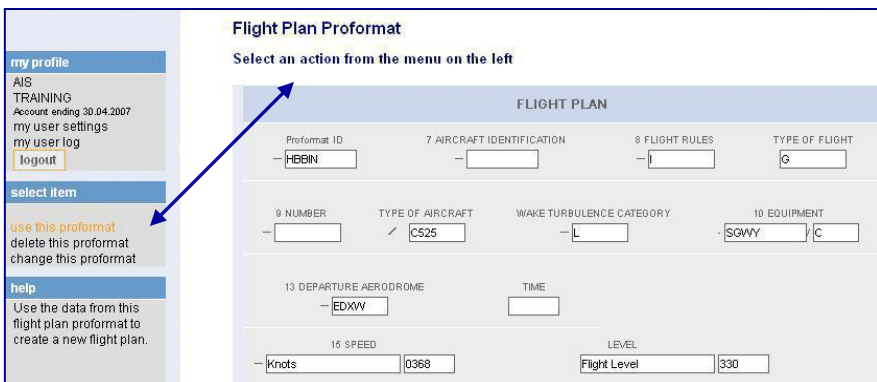 Flight Plan Proformat
Select an action from the menu on the left
my profile
AIS
TRAINING
Account ending 30.04.2007
my user settings
my user log
logout
select item
use this proformat
delete this proformat
change this proformat
help
Use the data from this
flight plan proformat to
create a new flight plan.
FLIGHT PLAN
Proformat ID 7 AIRCRAFT IDENTIFICATION 8 FLIGHT RULES TYPE OF FLIGHT
– HBBIN – – I G
9 NUMBER TYPE OF AIRCRAFT WAKE TURBULENCE CATEGORY 10 EQUIPMENT
– / C525 – L - SGWY / C
13 DEPARTURE AERODROME TIME
– EDXW
15 SPEED LEVEL
– Knots 0368 Flight Level 330